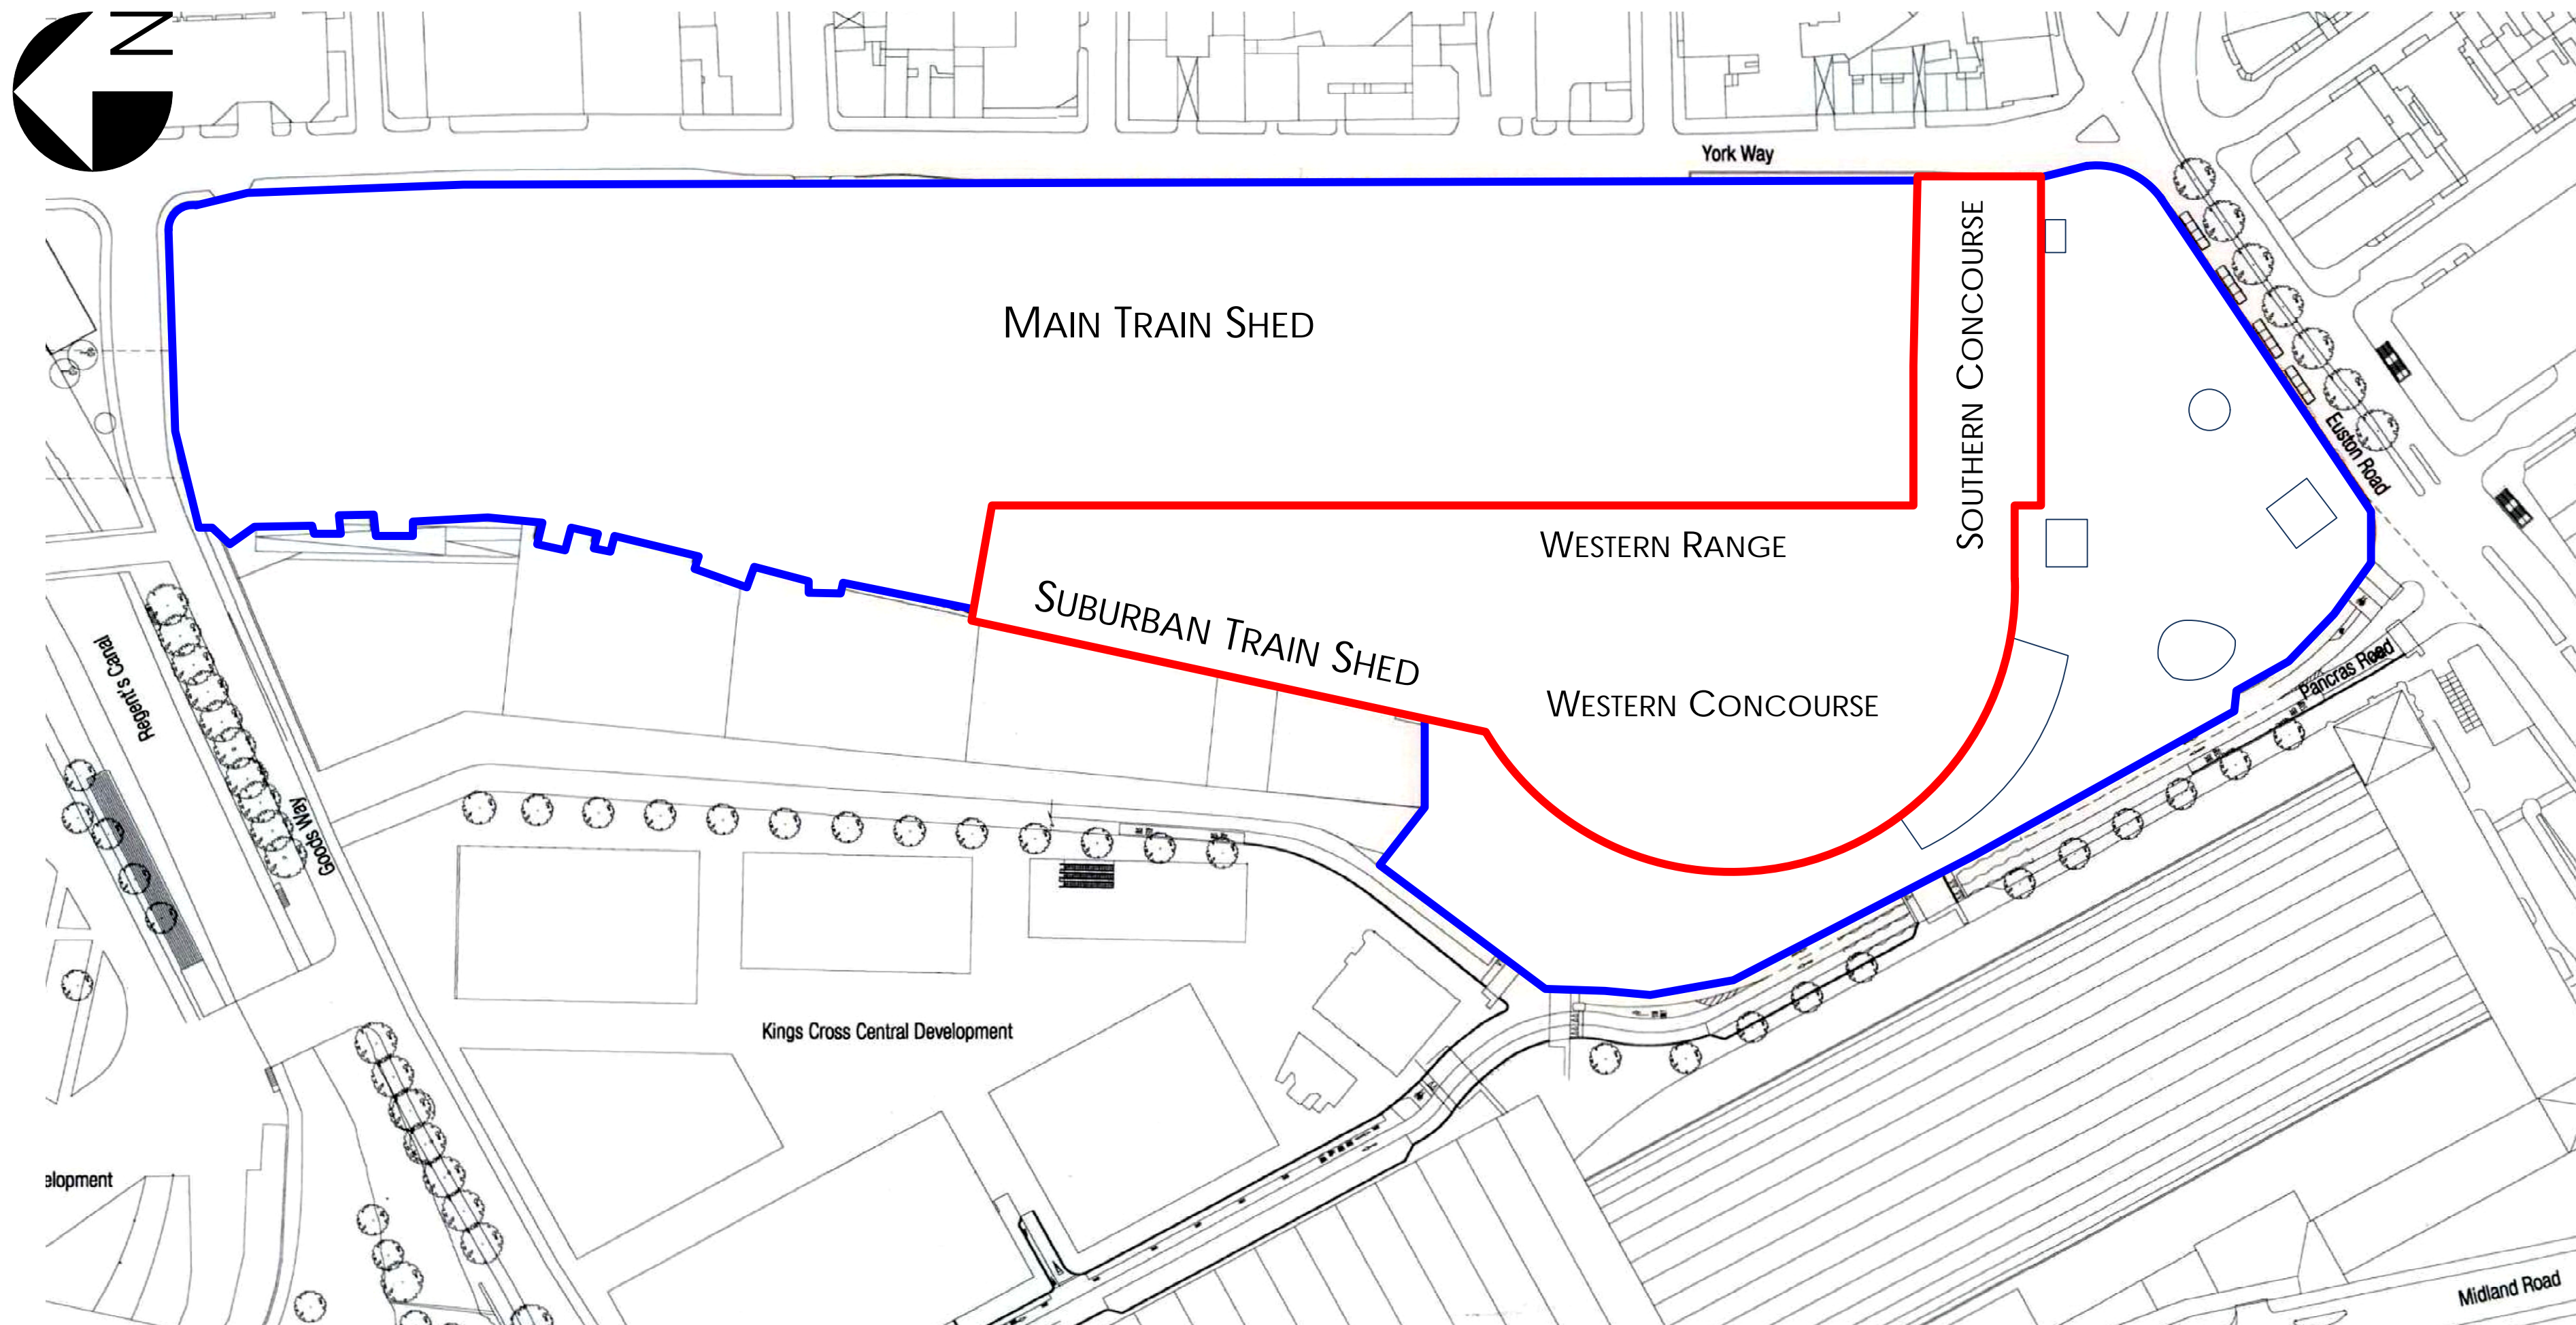 N
York Way
MAIN TRAIN SHED
SOUTHERN CONCOURSE
Euston Road
WESTERN RANGE
SUBURBAN TRAIN SHED
WESTERN CONCOURSE
Pancras Road
Regent's Canal
Goods Way
Kings Cross Central Development
elopment
Midland Road